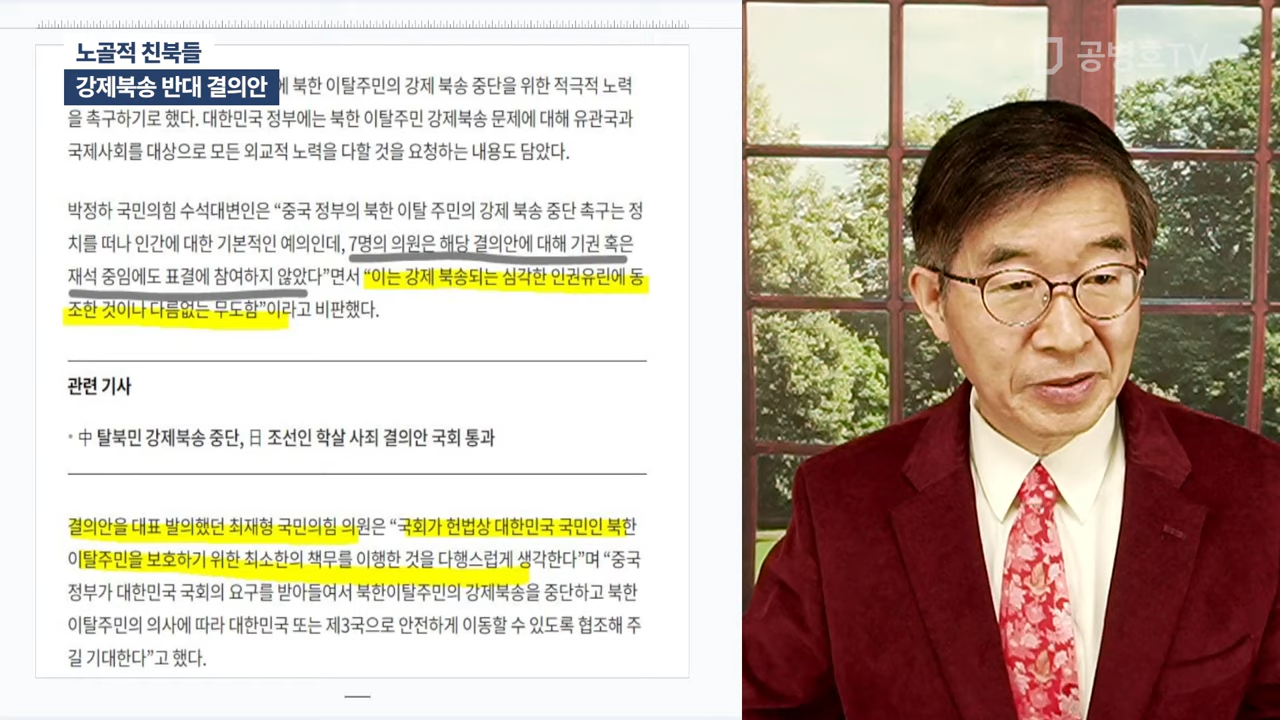 노골적 친북들
강제북송 반대 결의안
에 북한 이탈주민의 강제 북송 중단을 위한 적극적 노력
을 촉구하기로 했다. 대한민국 정부에는 북한 이탈주민 강제북송 문제에 대해 유관국과
국제사회를 대상으로 모든 외교적 노력을 다할 것을 요청하는 내용도 담았다.
박정하 국민의힘 수석대변인은 “중국 정부의 북한 이탈 주민의 강제 북송 중단 촉구는 정
치를 떠나 인간에 대한 기본적인 예의인데, 7명의 의원은 해당 결의안에 대해 기권 혹은
재석 중임에도 표결에 참여하지 않았다”면서 “이는 강제 북송되는 심각한 인권유린에 동
조한 것이나 다름없는 무도함”이라고 비판했다.
관련 기사
• 中 탈북민 강제북송 중단, 日 조선인 학살 사죄 결의안 국회 통과
결의안을 대표 발의했던 최재형 국민의힘 의원은 “국회가 헌법상 대한민국 국민인 북한
이탈주민을 보호하기 위한 최소한의 책무를 이행한 것을 다행스럽게 생각한다”며 “중국
정부가 대한민국 국회의 요구를 받아들여서 북한이탈주민의 강제북송을 중단하고 북한
이탈주민의 의사에 따라 대한민국 또는 제3국으로 안전하게 이동할 수 있도록 협조해 주
길 기대한다”고 했다.
공병호TV